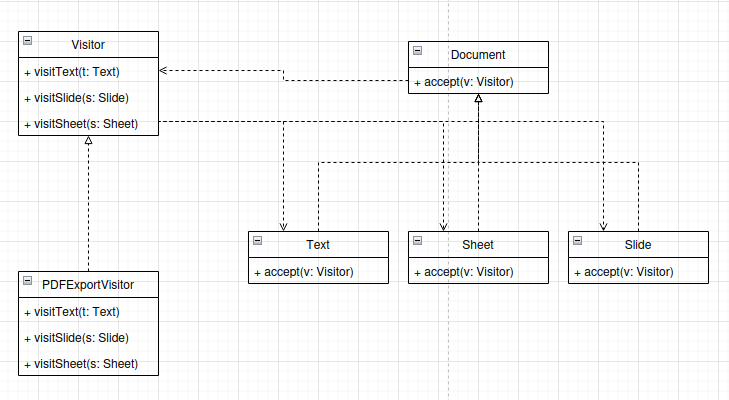 Visitor
+ visitText(t: Text)
+ visitSlide(s: Slide)
+ visitSheet(s: Sheet)
Document
+ accept(v: Visitor)
Text
+ accept(v: Visitor)
Sheet
+ accept(v: Visitor)
Slide
+ accept(v: Visitor)
PDFExportVisitor
+ visitText(t: Text)
+ visitSlide(s: Slide)
+ visitSheet(s: Sheet)